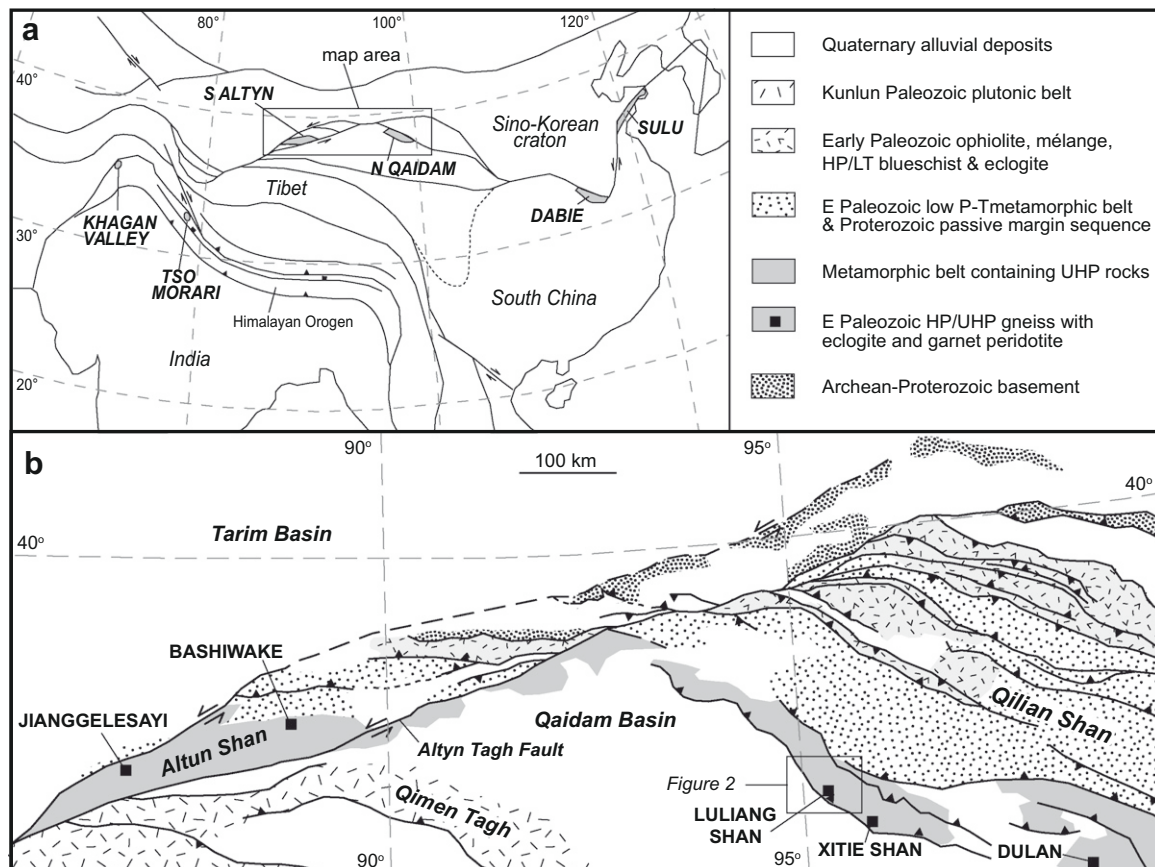 a
80°
100°
120°
map area
40°
S ALTYN
Sino-Korean
craton
SULU
N QAIDAM
Tibet
DABIE
KHAGAN
VALLEY
30°
TSO
MORARI
South China
Himalayan Orogen
India
20°
Quaternary alluvial deposits
Kunlun Paleozoic plutonic belt
Early Paleozoic ophiolite, mélange,
HP/LT blueschist & eclogite
E Paleozoic low P-Tmetamorphic belt
& Proterozoic passive margin sequence
Metamorphic belt containing UHP rocks
E Paleozoic HP/UHP gneiss with
eclogite and garnet peridotite
Archean-Proterozoic basement
b
90°
100 km
95°
40°
Tarim Basin
40°
BASHIWAKE
JIANGGELESAYI
Altun Shan
Qaidam Basin
Qilian Shan
Altyn Tagh Fault
Figure 2
Qimen Tagh
LULIANG
SHAN
XITIE SHAN
DULAN
90°
95°